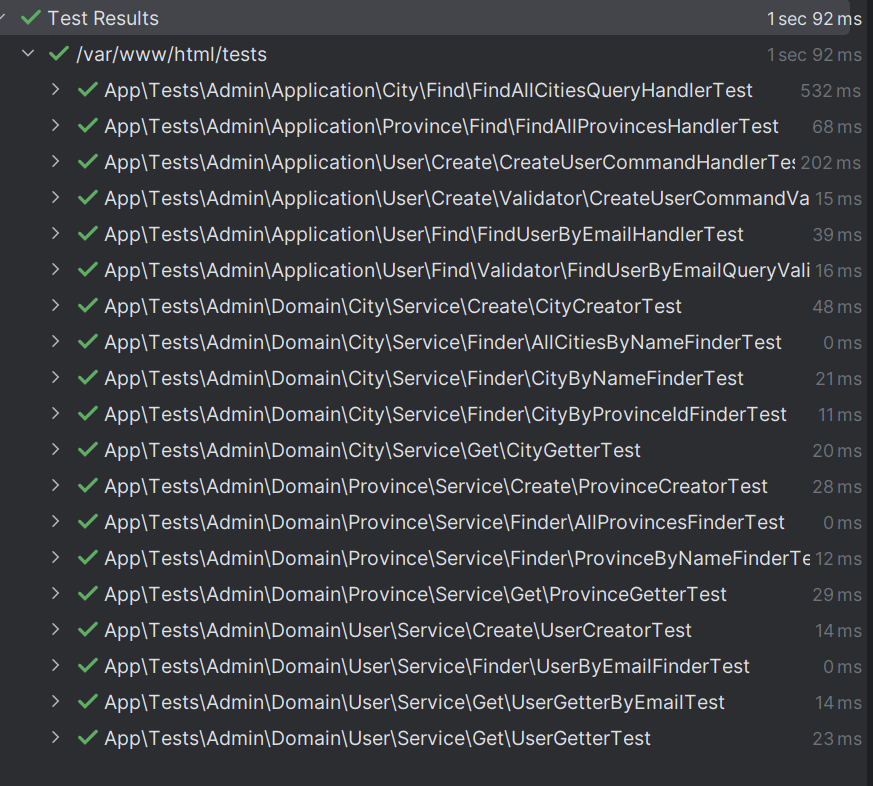 Test Results 1 sec 92 ms
/var/www/html/tests 1 sec 92 ms
App\Tests\Admin\Application\City\Find\FindAllCitiesQueryHandlerTest 532 ms
App\Tests\Admin\Application\Province\Find\FindAllProvincesHandlerTest 68 ms
App\Tests\Admin\Application\User\Create\CreateUserCommandHandlerTes 202 ms
App\Tests\Admin\Application\User\Create\Validator\CreateUserCommandVa 15 ms
App\Tests\Admin\Application\User\Find\FindUserByEmailHandlerTest 39 ms
App\Tests\Admin\Application\User\Find\Validator\FindUserByEmailQueryVali 16 ms
App\Tests\Admin\Domain\City\Service\Create\CityCreatorTest 48 ms
App\Tests\Admin\Domain\City\Service\Finder\AllCitiesByNameFinderTest 0 ms
App\Tests\Admin\Domain\City\Service\Finder\CityByNameFinderTest 21 ms
App\Tests\Admin\Domain\City\Service\Finder\CityByProvinceIdFinderTest 11 ms
App\Tests\Admin\Domain\City\Service\Get\CityGetterTest 20 ms
App\Tests\Admin\Domain\Province\Service\Create\ProvinceCreatorTest 28 ms
App\Tests\Admin\Domain\Province\Service\Finder\AllProvincesFinderTest 0 ms
App\Tests\Admin\Domain\Province\Service\Finder\ProvinceByNameFinderTe 12 ms
App\Tests\Admin\Domain\Province\Service\Get\ProvinceGetterTest 29 ms
App\Tests\Admin\Domain\User\Service\Create\UserCreatorTest 14 ms
App\Tests\Admin\Domain\User\Service\Finder\UserByEmailFinderTest 0 ms
App\Tests\Admin\Domain\User\Service\Get\UserGetterByEmailTest 14 ms
App\Tests\Admin\Domain\User\Service\Get\UserGetterTest 23 ms